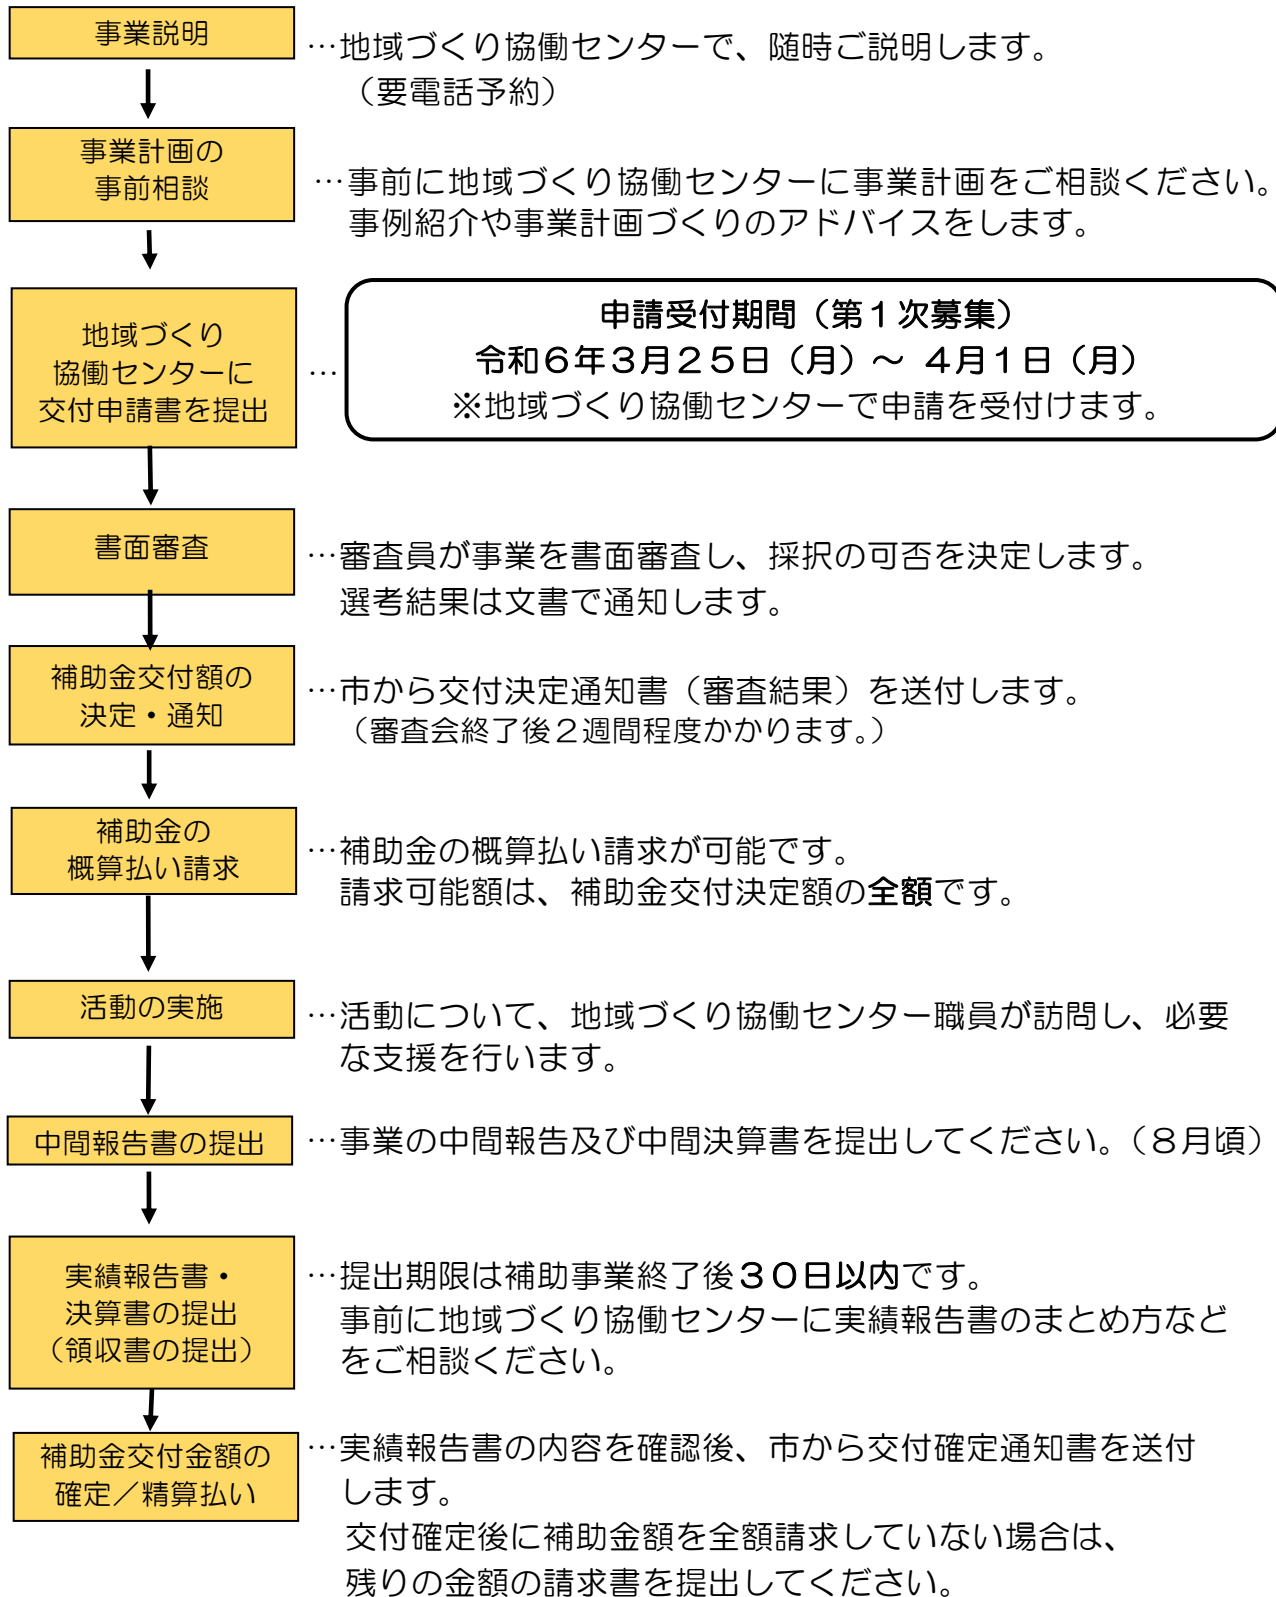 事業説明
…地域づくり協働センターで、随時ご説明します。
（要電話予約）
事業計画の
事前相談
…事前に地域づくり協働センターに事業計画をご相談ください。
事例紹介や事業計画づくりのアドバイスをします。
地域づくり
協働センターに
交付申請書を提出
…
申請受付期間（第１次募集）
令和６年３月２５日（月）～ ４月１日（月）
※地域づくり協働センターで申請を受付けます。
書面審査
…審査員が事業を書面審査し、採択の可否を決定します。
選考結果は文書で通知します。
補助金交付額の
決定・通知
…市から交付決定通知書（審査結果）を送付します。
（審査会終了後２週間程度かかります。）
補助金の
概算払い請求
…補助金の概算払い請求が可能です。
請求可能額は、補助金交付決定額の全額です。
活動の実施
…活動について、地域づくり協働センター職員が訪問し、必要
な支援を行います。
中間報告書の提出
…事業の中間報告及び中間決算書を提出してください。（８月頃）
実績報告書・
決算書の提出
（領収書の提出）
…提出期限は補助事業終了後３０日以内です。
事前に地域づくり協働センターに実績報告書のまとめ方など
をご相談ください。
補助金交付金額の
確定／精算払い
…実績報告書の内容を確認後、市から交付確定通知書を送付
します。
交付確定後に補助金額を全額請求していない場合は、
残りの金額の請求書を提出してください。